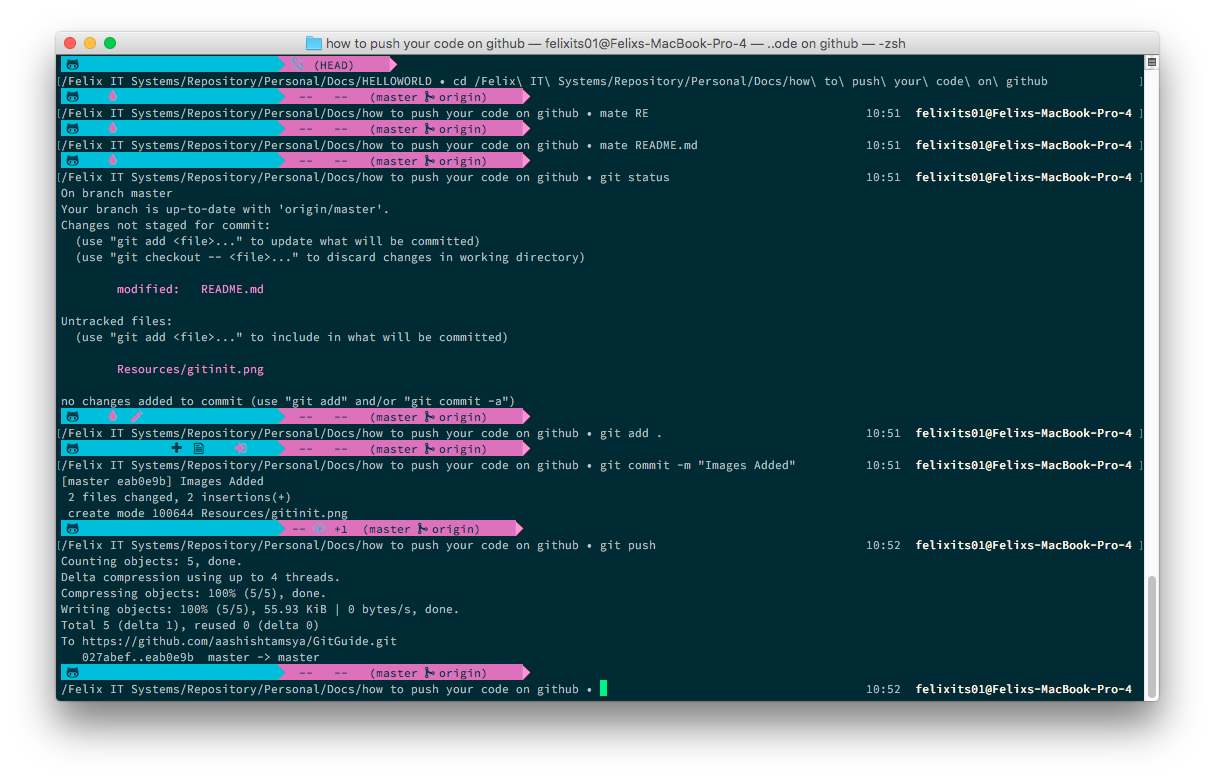 how to push your code on github — felixits01@Felixs-MacBook-Pro-4 — ..ode on github — -zsh
(HEAD)
[/Felix IT Systems/Repository/Personal/Docs/HELLOWORLD • cd /Felix\ IT\ Systems/Repository/Personal/Docs/how\ to\ push\ your\ code\ on\ github ]
-- -- (master origin)
[/Felix IT Systems/Repository/Personal/Docs/how to push your code on github • mate RE 10:51 felixits01@Felixs-MacBook-Pro-4 ]
-- -- (master origin)
[/Felix IT Systems/Repository/Personal/Docs/how to push your code on github • mate README.md 10:51 felixits01@Felixs-MacBook-Pro-4 ]
-- -- (master origin)
[/Felix IT Systems/Repository/Personal/Docs/how to push your code on github • git status 10:51 felixits01@Felixs-MacBook-Pro-4 ]
On branch master
Your branch is up-to-date with 'origin/master'.
Changes not staged for commit:
(use "git add <file>..." to update what will be committed)
(use "git checkout -- <file>..." to discard changes in working directory)
modified: README.md
Untracked files:
(use "git add <file>..." to include in what will be committed)
Resources/gitinit.png
no changes added to commit (use "git add" and/or "git commit -a")
-- -- (master origin)
[/Felix IT Systems/Repository/Personal/Docs/how to push your code on github • git add . 10:51 felixits01@Felixs-MacBook-Pro-4 ]
-- -- (master origin)
[/Felix IT Systems/Repository/Personal/Docs/how to push your code on github • git commit -m "Images Added" 10:51 felixits01@Felixs-MacBook-Pro-4 ]
[master eab0e9b] Images Added
2 files changed, 2 insertions(+)
create mode 100644 Resources/gitinit.png
-- +1 (master origin)
[/Felix IT Systems/Repository/Personal/Docs/how to push your code on github • git push 10:52 felixits01@Felixs-MacBook-Pro-4 ]
Counting objects: 5, done.
Delta compression using up to 4 threads.
Compressing objects: 100% (5/5), done.
Writing objects: 100% (5/5), 55.93 KiB | 0 bytes/s, done.
Total 5 (delta 1), reused 0 (delta 0)
To https://github.com/aashishtamsya/GitGuide.git
027abef..eab0e9b master -> master
-- -- (master origin)
/Felix IT Systems/Repository/Personal/Docs/how to push your code on github • 10:52 felixits01@Felixs-MacBook-Pro-4